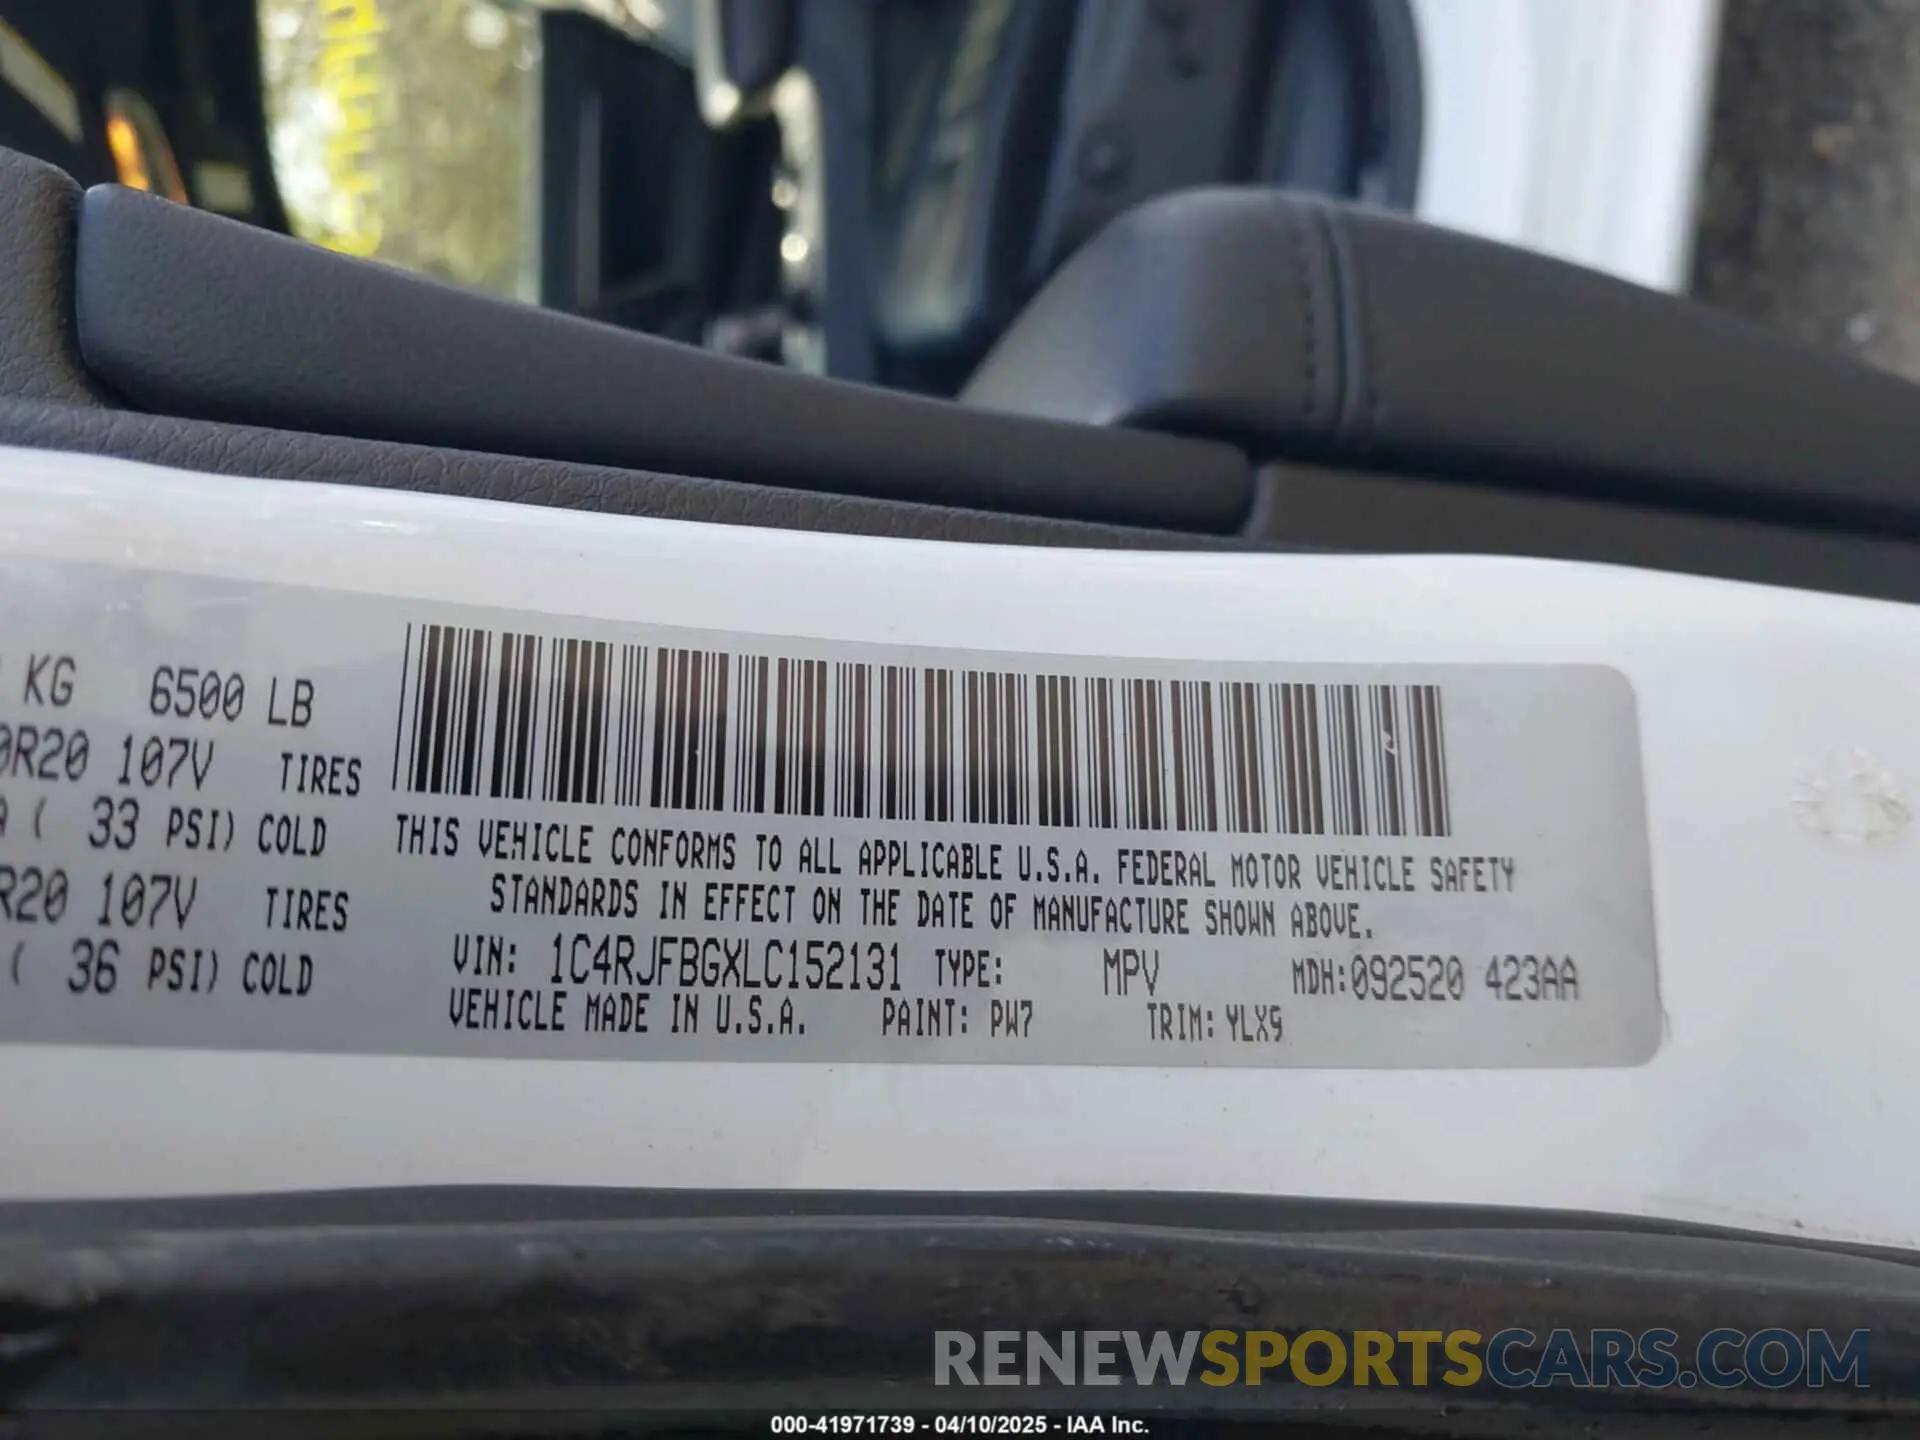 KG 6500 LB
R20 107V TIRES
( 33 PSI) COLD
R20 107V TIRES
( 36 PSI) COLD
THIS VEHICLE CONFORMS TO ALL APPLICABLE U.S.A. FEDERAL MOTOR VEHICLE SAFETY
STANDARDS IN EFFECT ON THE DATE OF MANUFACTURE SHOWN ABOVE.
VIN: 1C4RJFBGXLC152131 TYPE: MPV MDH:092520 423AA
VEHICLE MADE IN U.S.A. PAINT: PW7 TRIM: YLX9
RENEWSPORTSCARS.COM
000-41971739 - 04/10/2025 - IAA Inc.